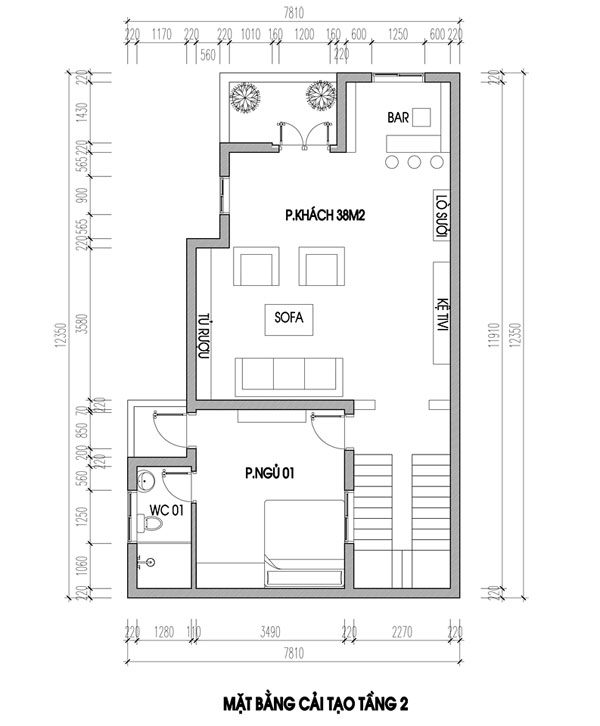 7810
220 1170 220 220 1010 160 1200 160 220 600 1250 600 220
560
220
1430
220
565
900
565
220
3580
220
70
850
200
220
560
1250
1060
220
12350
BAR
P.KHÁCH 38M2
LÒ SƯỞI
SOFA
KỆ TIVI
TỦ RƯỢU
P.NGỦ 01
WC 01
220
11910
220
12350
220 1280 110 3490 220 2270 220
7810
MẶT BẰNG CẢI TẠO TẦNG 2